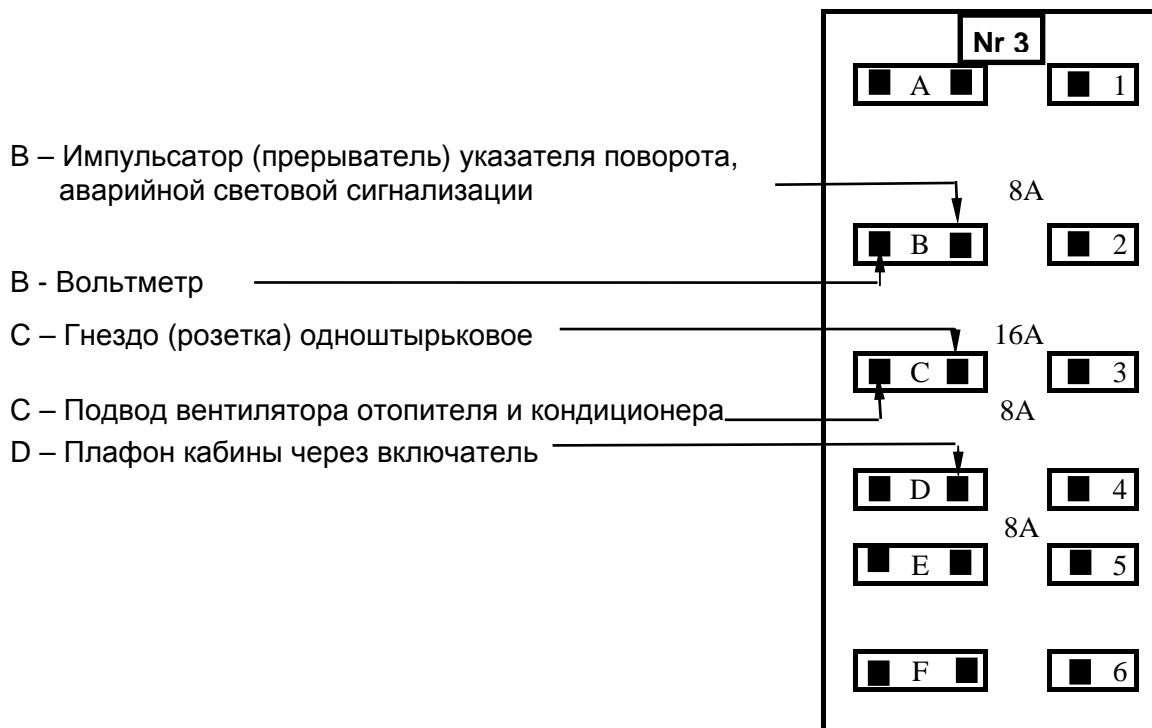 Nr 3
A 1
В – Импульсатор (прерыватель) указателя поворота,
аварийной световой сигнализации
8A
B 2
В - Вольтметр
С – Гнездо (розетка) одноштырьковое
16A
C 3
С – Подвод вентилятора отопителя и кондиционера
8A
D – Плафон кабины через включатель
D 4
8A
E 5
F 6